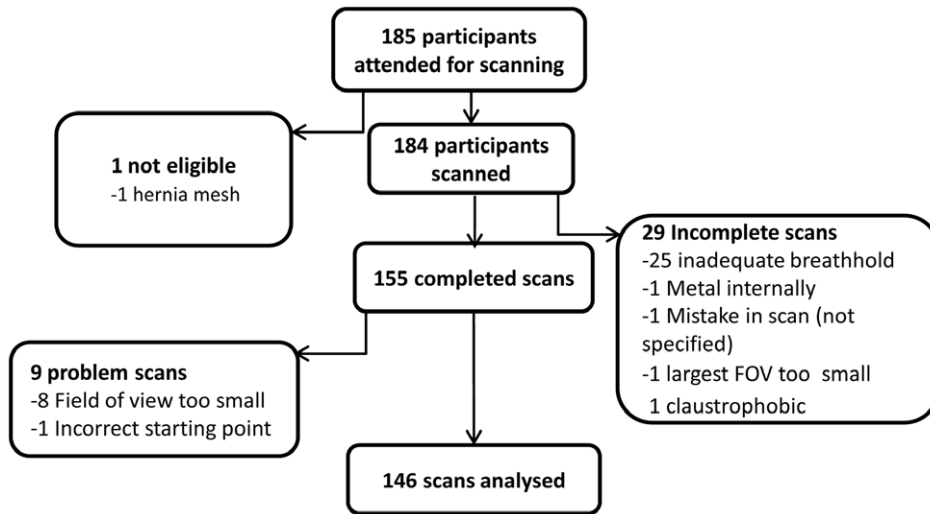 185 participants
attended for scanning
1 not eligible
-1 hernia mesh
184 participants
scanned
29 Incomplete scans
-25 inadequate breathhold
-1 Metal internally
-1 Mistake in scan (not
specified)
-1 largest FOV too small
1 claustrophobic
155 completed scans
9 problem scans
-8 Field of view too small
-1 Incorrect starting point
146 scans analysed